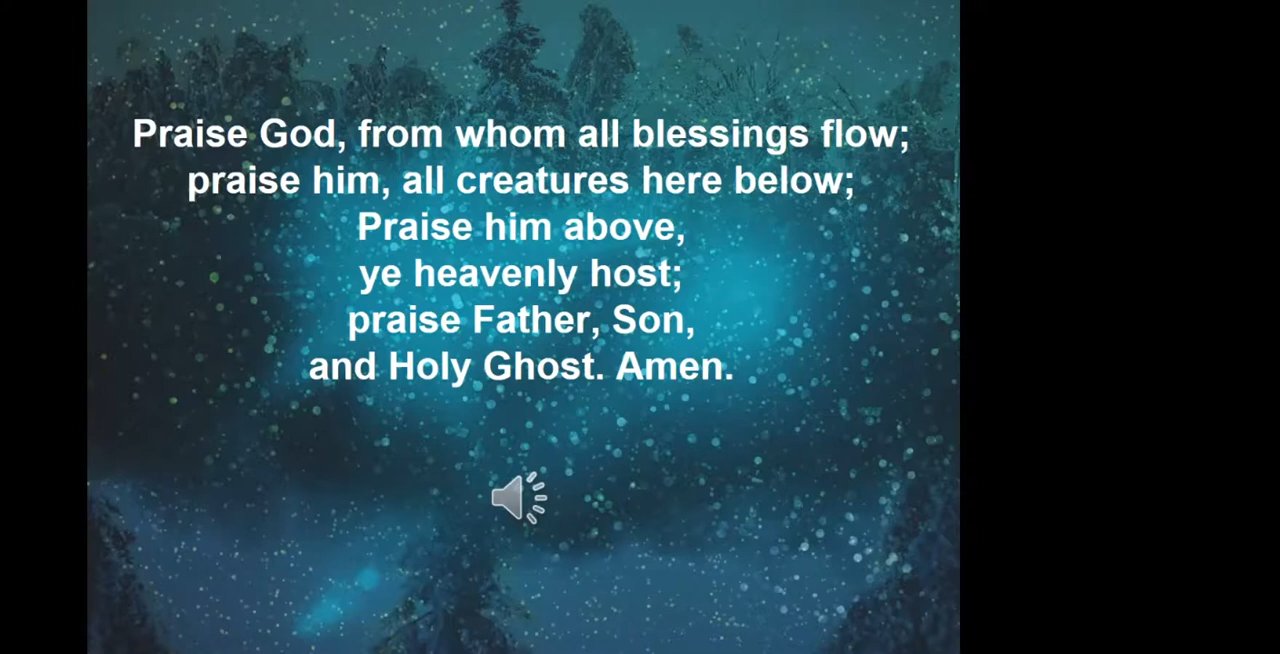 Praise God, from whom all blessings flow;
praise him, all creatures here below;
Praise him above,
ye heavenly host;
praise Father, Son,
and Holy Ghost. Amen.